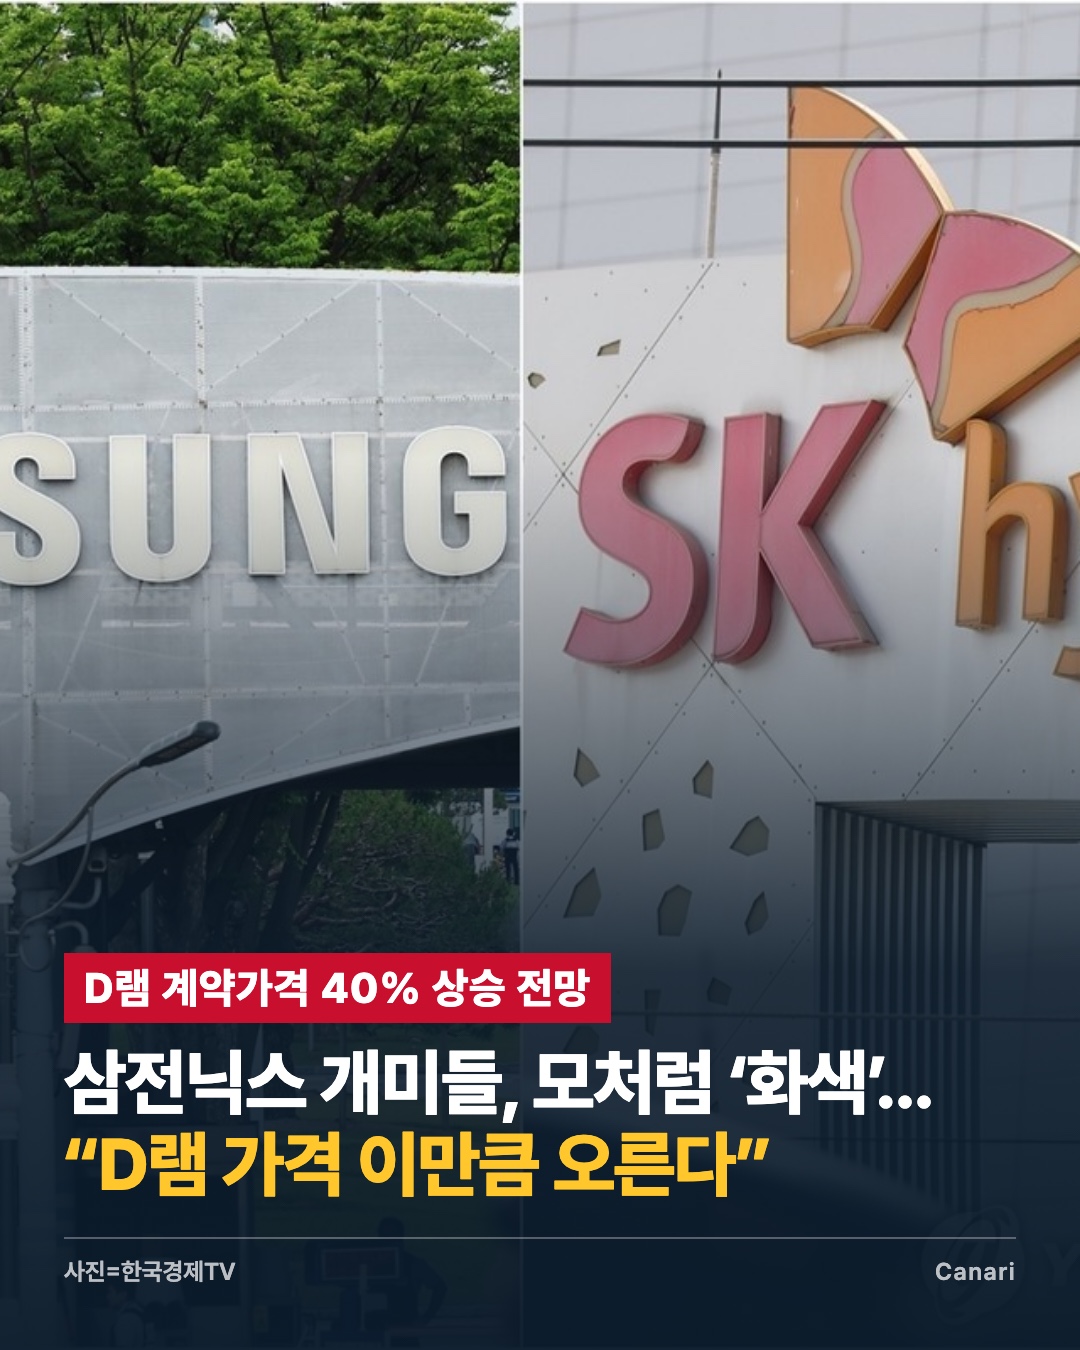 SUNG
SK hy
D램 계약가격 40% 상승 전망
삼전닉스 개미들, 모처럼 ‘화색’...
“D램 가격 이만큼 오른다”
사진=한국경제TV
Canari